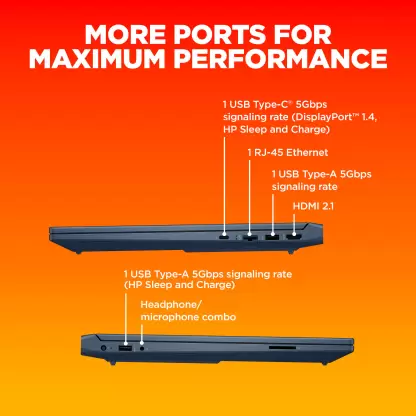 MORE PORTS FOR
MAXIMUM PERFORMANCE
1 USB Type-C® 5Gbps
signaling rate (DisplayPort™ 1.4,
HP Sleep and Charge)
1 RJ-45 Ethernet
1 USB Type-A 5Gbps
signaling rate
HDMI 2.1
1 USB Type-A 5Gbps signaling rate
(HP Sleep and Charge)
Headphone/
microphone combo